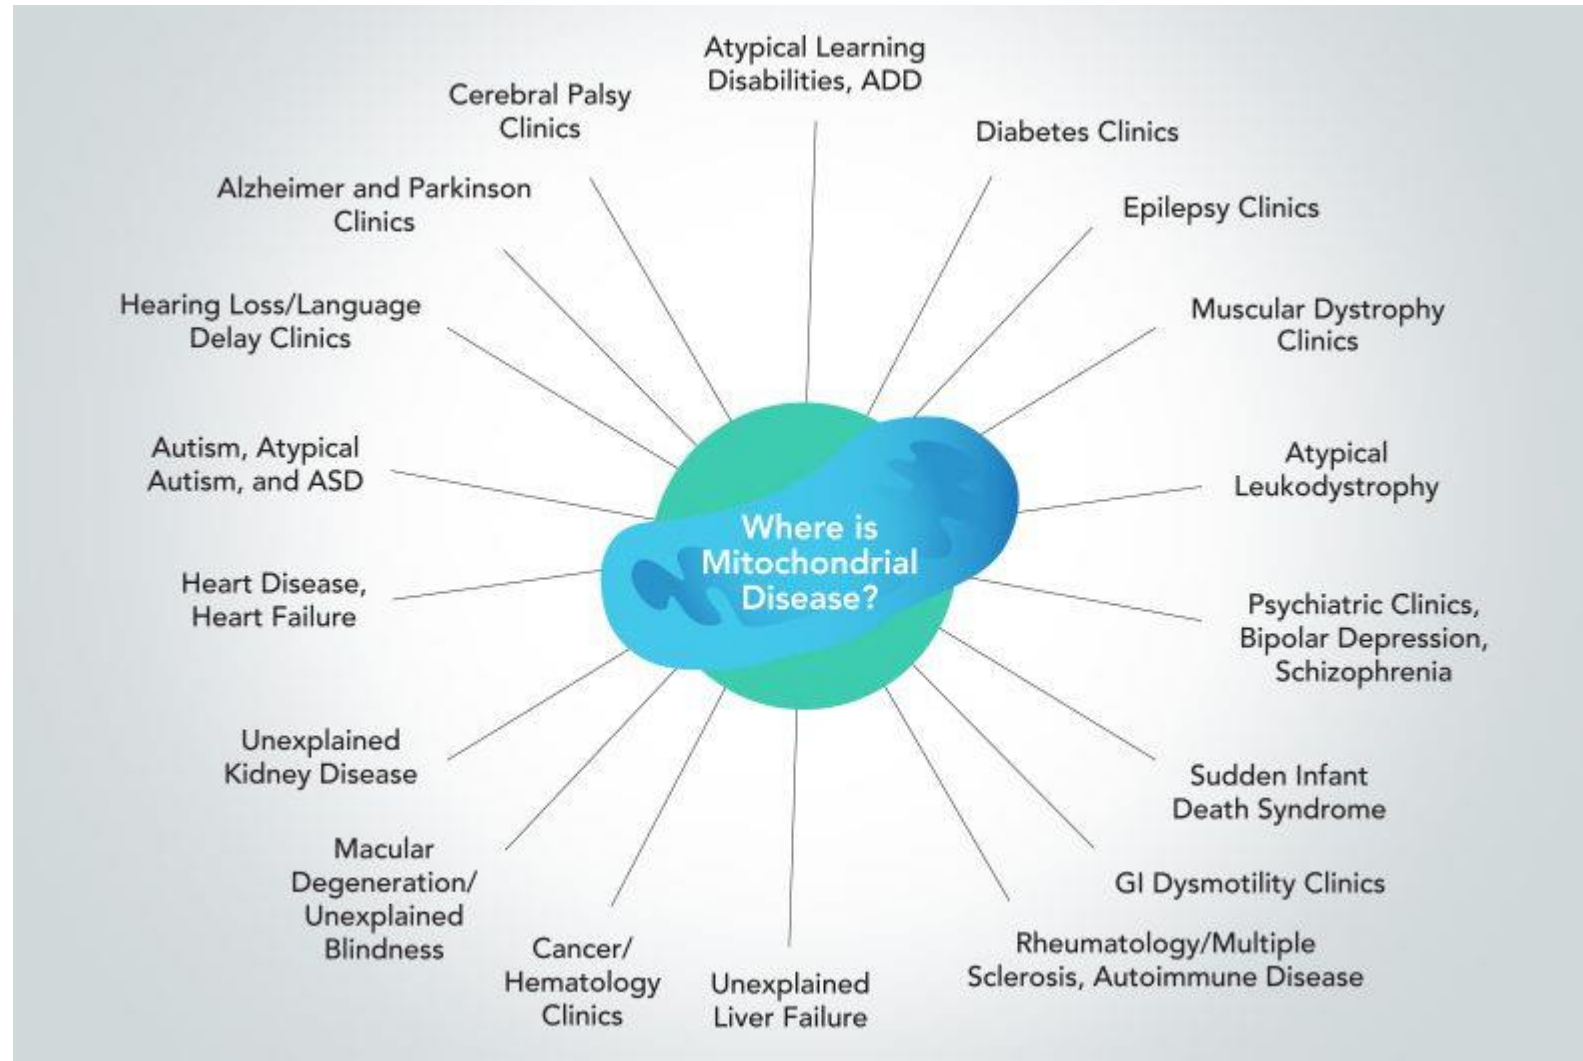 Atypical Learning
Disabilities, ADD
Diabetes Clinics
Epilepsy Clinics
Muscular Dystrophy
Clinics
Atypical
Leukodystrophy
Psychiatric Clinics,
Bipolar Depression,
Schizophrenia
Sudden Infant
Death Syndrome
GI Dysmotility Clinics
Rheumatology/Multiple
Sclerosis, Autoimmune Disease
Unexplained
Liver Failure
Cancer/
Hematology
Clinics
Macular
Degeneration/
Unexplained
Blindness
Unexplained
Kidney Disease
Heart Disease,
Heart Failure
Autism, Atypical
Autism, and ASD
Hearing Loss/Language
Delay Clinics
Alzheimer and Parkinson
Clinics
Cerebral Palsy
Clinics
Where is
Mitochondrial
Disease?